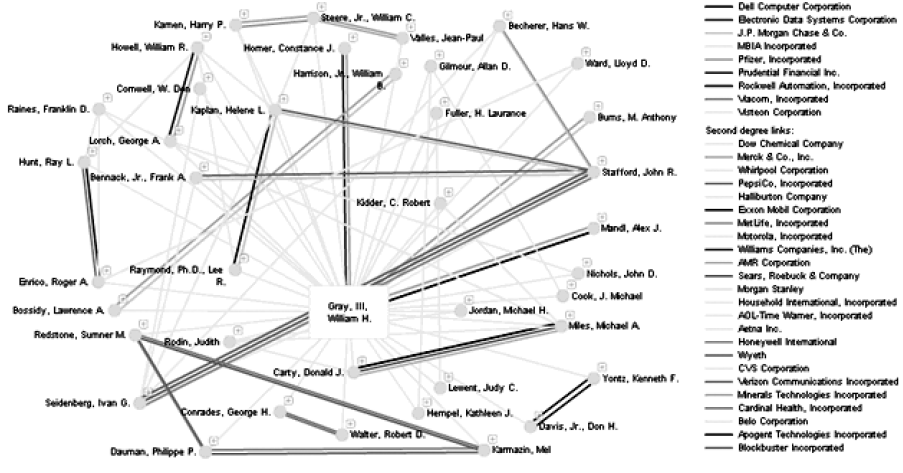 Kamen, Harry P.
Steere, Jr., William C.
Becherer, Hans W.
Valles, Jean-Paul
Howell, William R.
Homer, Constance J.
Harrison, Jr., William
B.
Gilmour, Allan D.
Ward, Lloyd D.
Cornwell, W. Don
Raines, Franklin D.
Kaplan, Helene L.
Fuller, H. Laurance
Burns, M. Anthony
Lorch, George A.
Hunt, Ray L.
Bennack, Jr., Frank A.
Stafford, John R.
Kidder, C. Robert
Mandl, Alex J.
Enrico, Roger A.
Raymond, Ph.D., Lee
R.
Nichols, John D.
Bossidy, Lawrence A.
Gray, III,
William H.
Cook, J. Michael
Jordan, Michael H.
Redstone, Sumner M.
Rodin, Judith
Miles, Michael A.
Carty, Donald J.
Yontz, Kenneth F.
Lewent, Judy C.
Seidenberg, Ivan G.
Conrades, George H.
Hempel, Kathleen J.
Davis, Jr., Don H.
Walter, Robert D.
Dauman, Philippe P.
Karmazin, Mel
Dell Computer Corporation
Electronic Data Systems Corporation
J.P. Morgan Chase & Co.
MBIA Incorporated
Pfizer, Incorporated
Prudential Financial Inc.
Rockwell Automation, Incorporated
Viacom, Incorporated
Visteon Corporation
Second degree links:
Dow Chemical Company
Merck & Co., Inc.
Whirlpool Corporation
PepsiCo, Incorporated
Halliburton Company
Exxon Mobil Corporation
MetLife, Incorporated
Motorola, Incorporated
Williams Companies, Inc. (The)
AMR Corporation
Sears, Roebuck & Company
Morgan Stanley
Household International, Incorporated
AOL-Time Warner, Incorporated
Aetna Inc.
Honeywell International
Wyeth
CVS Corporation
Verizon Communications Incorporated
Minerals Technologies Incorporated
Cardinal Health, Incorporated
Belo Corporation
Apogent Technologies Incorporated
Blockbuster Incorporated